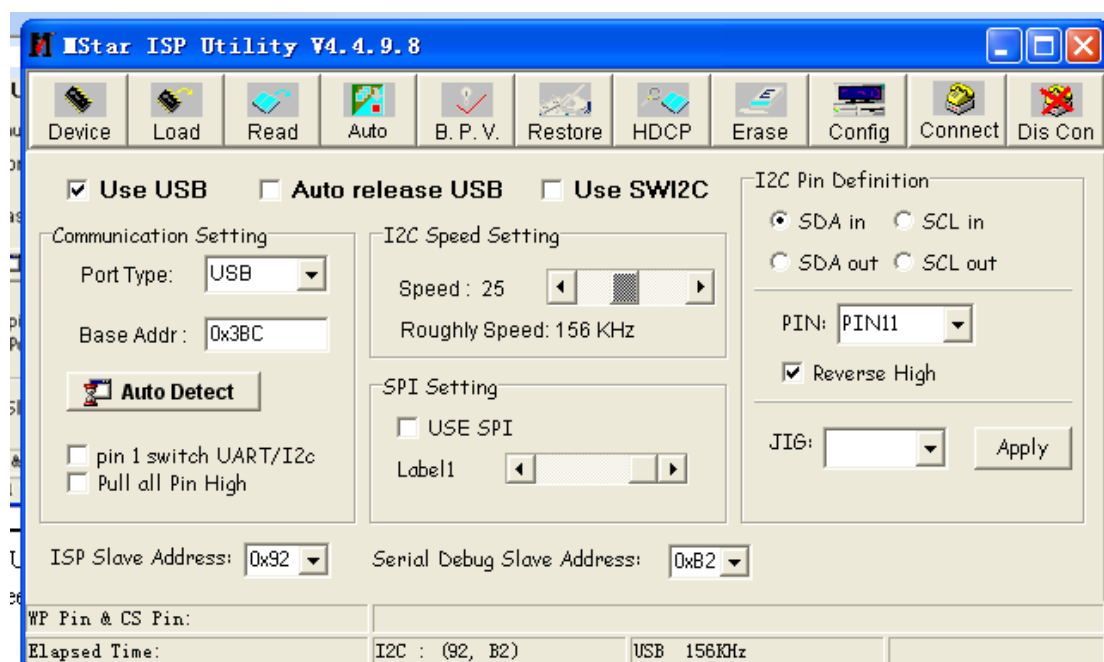 MStar ISP Utility V4.4.9.8
Device Load Read Auto B.P.V. Restore HDCP Erase Config Connect Dis Con
Use USB Auto release USB Use SWI2C
Communication Setting
Port Type: USB
Base Addr : 0x3BC
Auto Detect
pin 1 switch UART/I2c
Pull all Pin High
I2C Speed Setting
Speed : 25
Roughly Speed: 156 KHz
SPI Setting
USE SPI
Label1
I2C Pin Definition
SDA in SCL in
SDA out SCL out
PIN: PIN11
Reverse High
JIG: Apply
ISP Slave Address: 0x92 Serial Debug Slave Address: 0xB2
WP Pin & CS Pin:
Elapsed Time: I2C : (92, B2) USB 156KHz